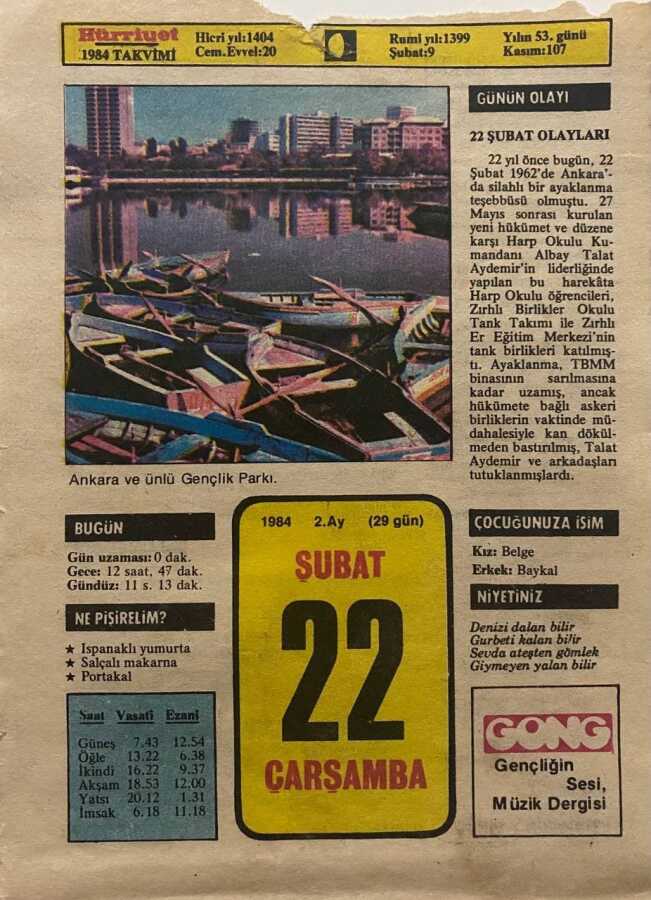 Hürriyet
1984 TAKVİMİ
Hicri yıl:1404
Cem. Evvel:20
Rumi yıl:1399
Şubat:9
Yılın 53. günü
Kasım:107
GÜNÜN OLAYI
22 ŞUBAT OLAYLARI
22 yıl önce bugün, 22
Şubat 1962'de Ankara'-
da silahlı bir ayaklanma
teşebbüsü olmuştu. 27
Mayıs sonrası kurulan
yeni hükümet ve düzene
karşı Harp Okulu Ku-
mandanı Albay Talat
Aydemir'in liderliğinde
yapılan bu harekâta
Harp Okulu öğrencileri,
Zırhlı Birlikler Okulu
Tank Takımı ile Zırhlı
Er Eğitim Merkezi'nin
tank birlikleri katılmış-
tı. Ayaklanma, TBMM
binasının sarılmasına
kadar uzamış, ancak
hükümete bağlı askeri
birliklerin vaktinde mü-
dahalesiyle kan dökül-
meden bastırılmış, Talat
Aydemir ve arkadaşları
tutuklanmışlardı.
Ankara ve ünlü Gençlik Parkı.
BUGÜN
Gün uzaması: 0 dak.
Gece: 12 saat, 47 dak.
Gündüz: 11 s. 13 dak.
NE PİŞİRELİM?
★ Ispanaklı yumurta
★ Salçalı makarna
★ Portakal
Saat Vasati Ezani
Güneş 7.43 12.54
Öğle 13.22 6.38
İkindi 16.22 9.37
Akşam 18.53 12.00
Yatsı 20.12 1.31
İmsak 6.18 11.18
1984 2.Ay (29 gün)
ŞUBAT
22
ÇARŞAMBA
ÇOCUĞUNUZA İSİM
Kız: Belge
Erkek: Baykal
NİYETİNİZ
Denizi dalan bilir
Gurbeti kalan bilir
Sevda ateşten gömlek
Giymeyen yalan bilir
GONG
Gençliğin
Sesi,
Müzik Dergisi